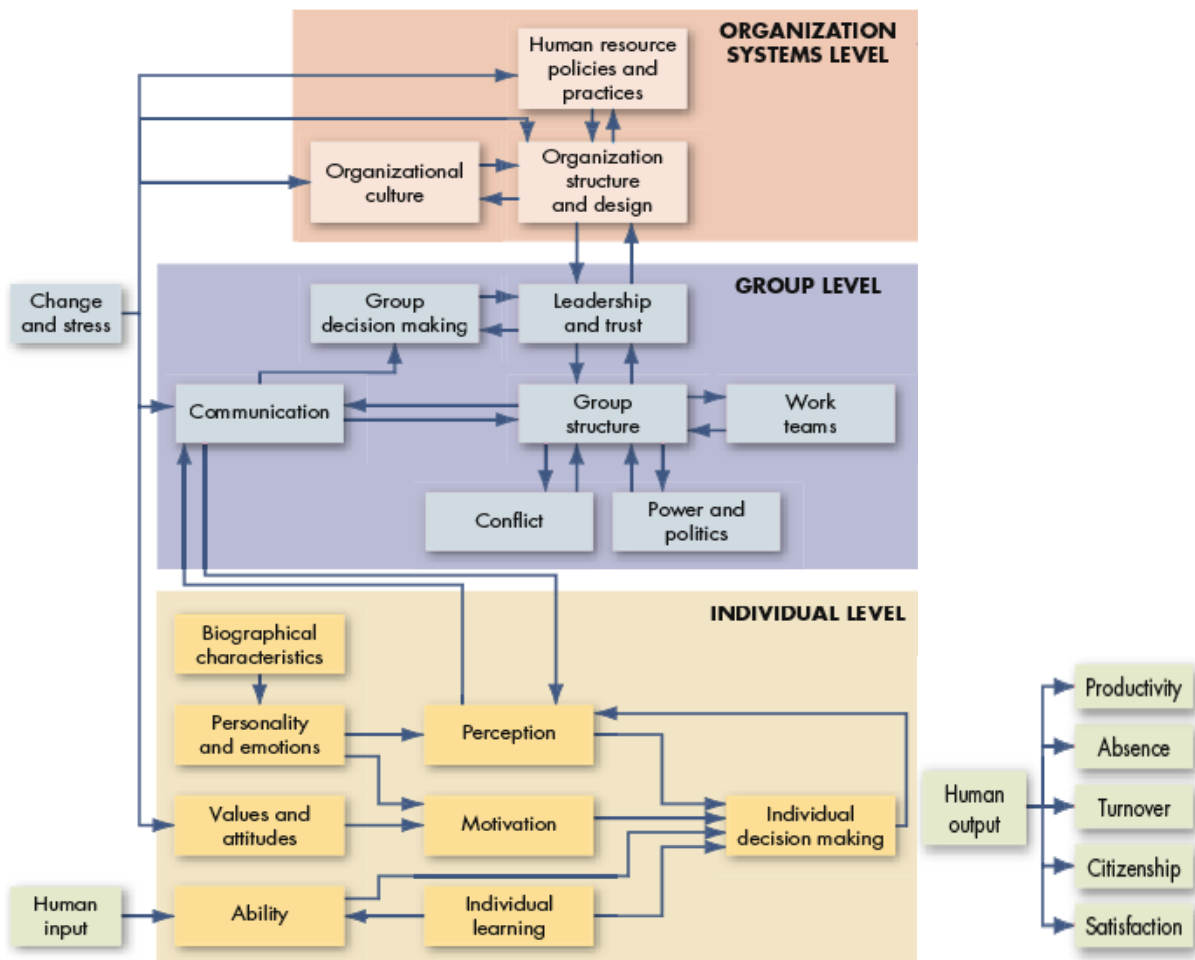 ORGANIZATION
SYSTEMS LEVEL
Human resource
policies and
practices
Organizational
culture
Organization
structure
and design
GROUP LEVEL
Change
and stress
Group
decision making
Leadership
and trust
Communication
Group
structure
Work
teams
Conflict
Power and
politics
INDIVIDUAL LEVEL
Biographical
characteristics
Personality
and emotions
Perception
Values and
attitudes
Motivation
Individual
decision making
Human
input
Ability
Individual
learning
Human
output
Productivity
Absence
Turnover
Citizenship
Satisfaction